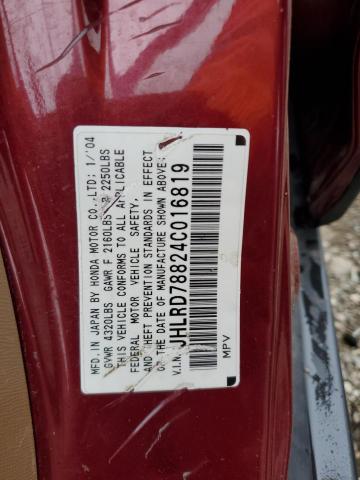 MFD.IN JAPAN BY HONDA MOTOR CO.,LTD: 1/'04
GVWR 4320LBS GAWR F 2160LBS R 2250LBS
THIS VEHICLE CONFORMS TO ALL APPLICABLE
FEDERAL MOTOR VEHICLE SAFETY,
AND THEFT PREVENTION STANDARDS IN EFFECT
ON THE DATE OF MANUFACTURE SHOWN ABOVE:
V.I.N: JHLRD78824C016819
MPV